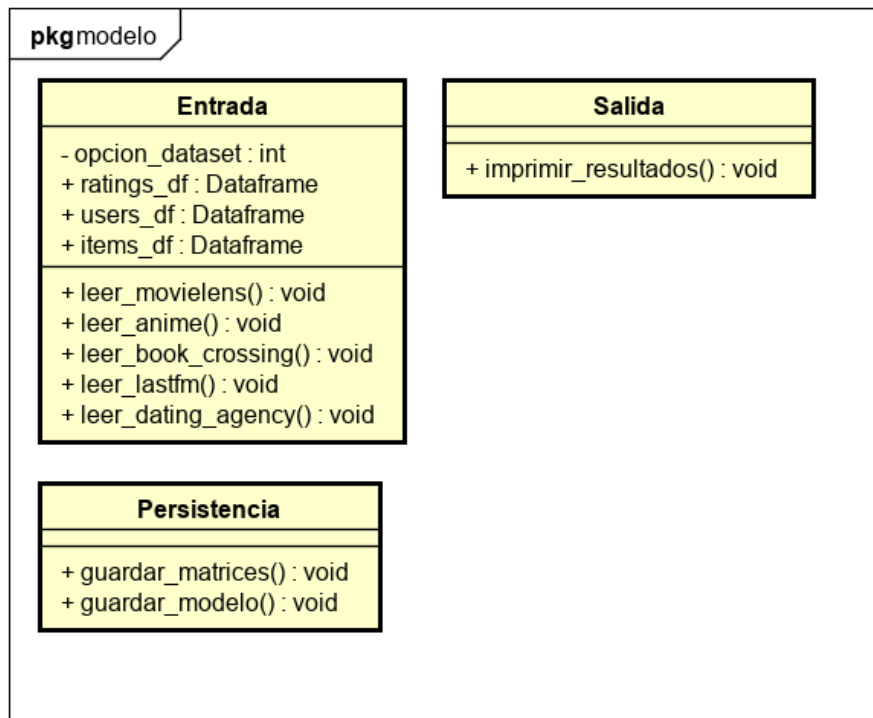 pkg modelo
Entrada
- opcion_dataset : int
+ ratings_df : Dataframe
+ users_df : Dataframe
+ items_df : Dataframe
+ leer_movielens() : void
+ leer_anime() : void
+ leer_book_crossing() : void
+ leer_lastfm() : void
+ leer_dating_agency() : void
Salida
+ imprimir_resultados() : void
Persistencia
+ guardar_matrices() : void
+ guardar_modelo() : void